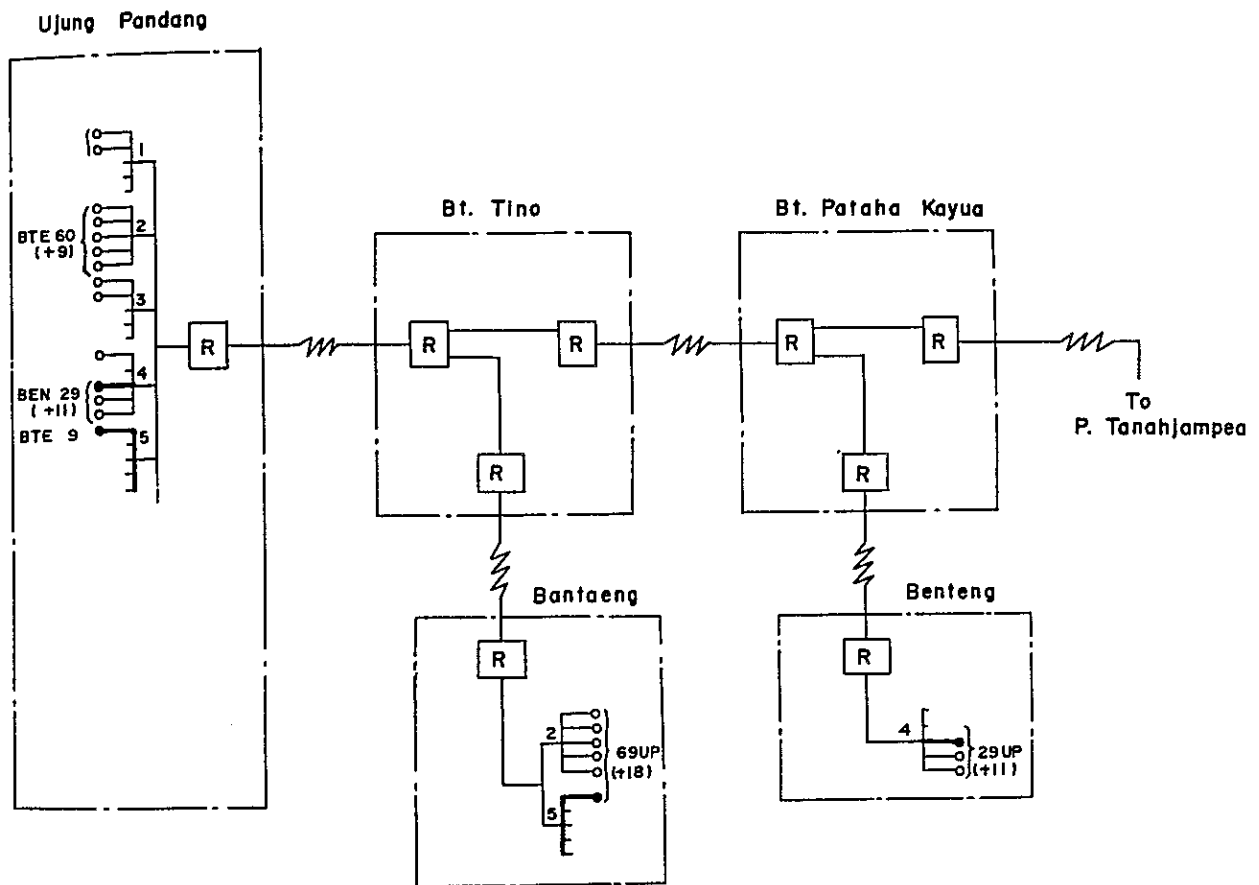 Ujung Pandang
1
BTE 60
(+9)
2
3
4
BEN 29
(+11)
BTE 9
5
R
Bt. Tino
R
R
R
Bt. Pataha Kayua
R
R
R
To
P. Tanahjampea
Bantaeng
R
2
69UP
(+18)
5
Benteng
R
4
29UP
(+11)